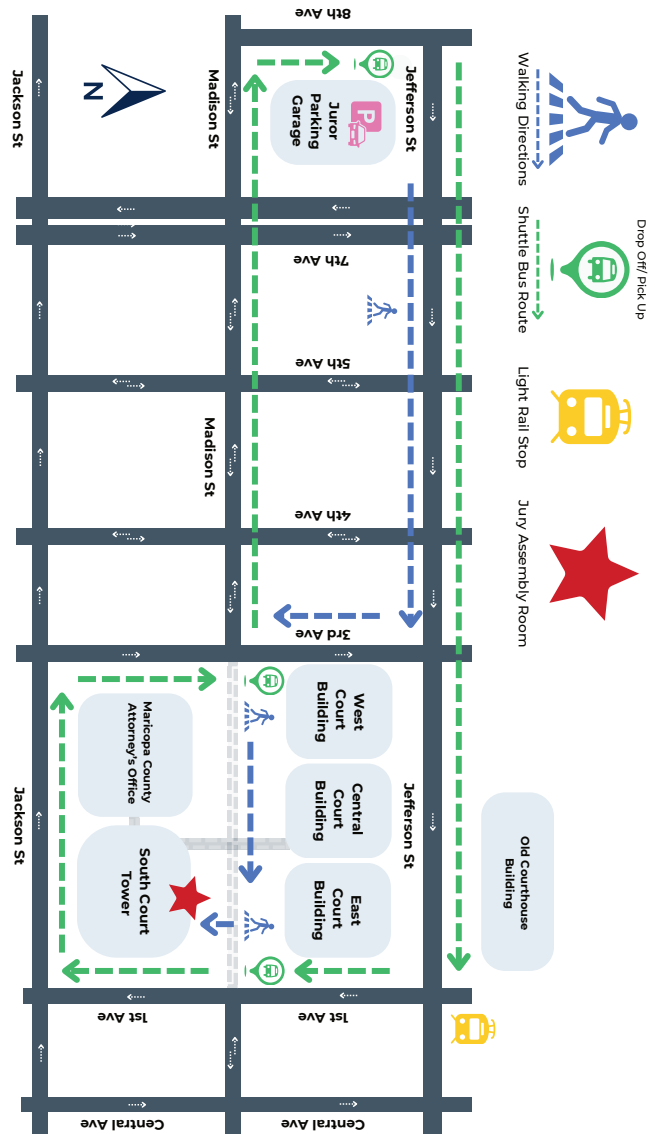 Walking Directions
Drop Off/ Pick Up
Shuttle Bus Route
Light Rail Stop
Jury Assembly Room
8th Ave
Jefferson St
P
Juror
Parking
Garage
Madison St
N
Jackson St
7th Ave
5th Ave
Madison St
4th Ave
3rd Ave
Old Courthouse
Building
Jefferson St
West
Court
Building
Central
Court
Building
East
Court
Building
Maricopa County
Attorney's Office
South Court
Tower
Jackson St
1st Ave
1st Ave
Central Ave
Central Ave